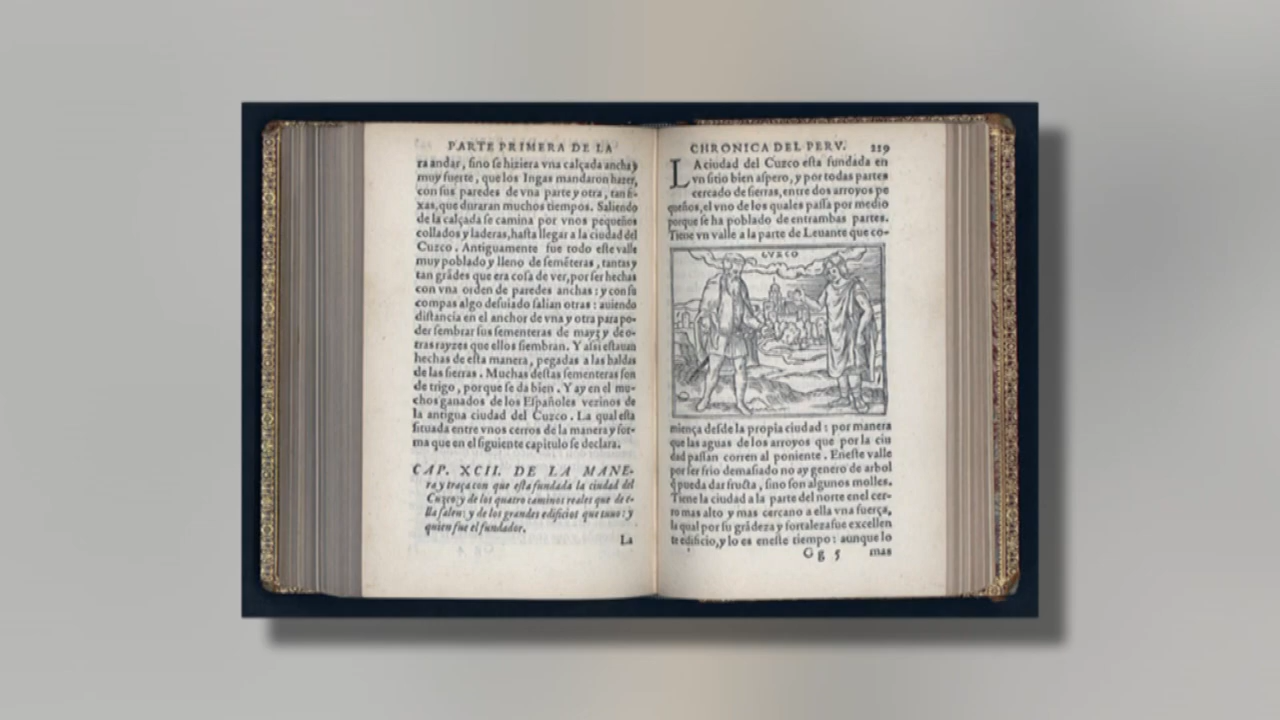 PARTE PRIMERA DE LA
ra andar, sino se hiziera vna calçada ancha y
muy fuerte, que los Ingas mandaron hazer,
con sus paredes de vna parte y otra, tan fi-
xas, que duraran muchos tiempos. Saliendo
de la calçada se camina por vnos pequeños
collados y laderas, hasta llegar a la ciudad del
Cuzco. Antiguamente fue todo este valle
muy poblado y lleno de semẽteras, tantas y
tan grãdes que era cosa de ver, por ser hechas
con vna orden de paredes anchas: y con su
compas algo desuiado salian otras: auiendo
distancia en el anchor de vna y otra para po-
der sembrar sus sementeras de mayz y de o-
tras rayzes que ellos siembran. Y assi estauan
hechas de esta manera, pegadas a las haldas
de las sierras. Muchas destas sementeras son
de trigo, porque se da bien. Y ay en el mu-
chos ganados de los Españoles vezinos de
la antigua ciudad del Cuzco. La qual esta
situada entre vnos cerros de la manera y for-
ma que en el siguiente capitulo se declara.
CAP. XCII. DE LA MANE-
ra y traça con que esta fundada la ciudad del
Cuzco: y de los quatro caminos reales que de e-
lla salen: y de los grandes edificios que tuuo: y
quien fue el fundador.
La
CHRONICA DEL PERV. 229
LA ciudad del Cuzco esta fundada en
vn sitio bien aspero, y por todas partes
cercado de sierras, entre dos arroyos pe
queños, el vno de los quales passa por medio
porque se ha poblado de entrambas partes.
Tiene vn valle a la parte de Leuante que co-
CVZCO
miença desde la propia ciudad: por manera
que las aguas de los arroyos que por la ciu
dad passan corren al poniente. En este valle
por ser frio demasiado no ay genero de arbol
q̃ pueda dar fructa, sino son algunos molles.
Tiene la ciudad a la parte del norte en el cer-
ro mas alto y mas cercano a ella vna fuerça,
la qual por su grãdeza y fortaleza fue excellen
te edificio, y lo es eneste tiempo: aunque lo
Gg 5 mas